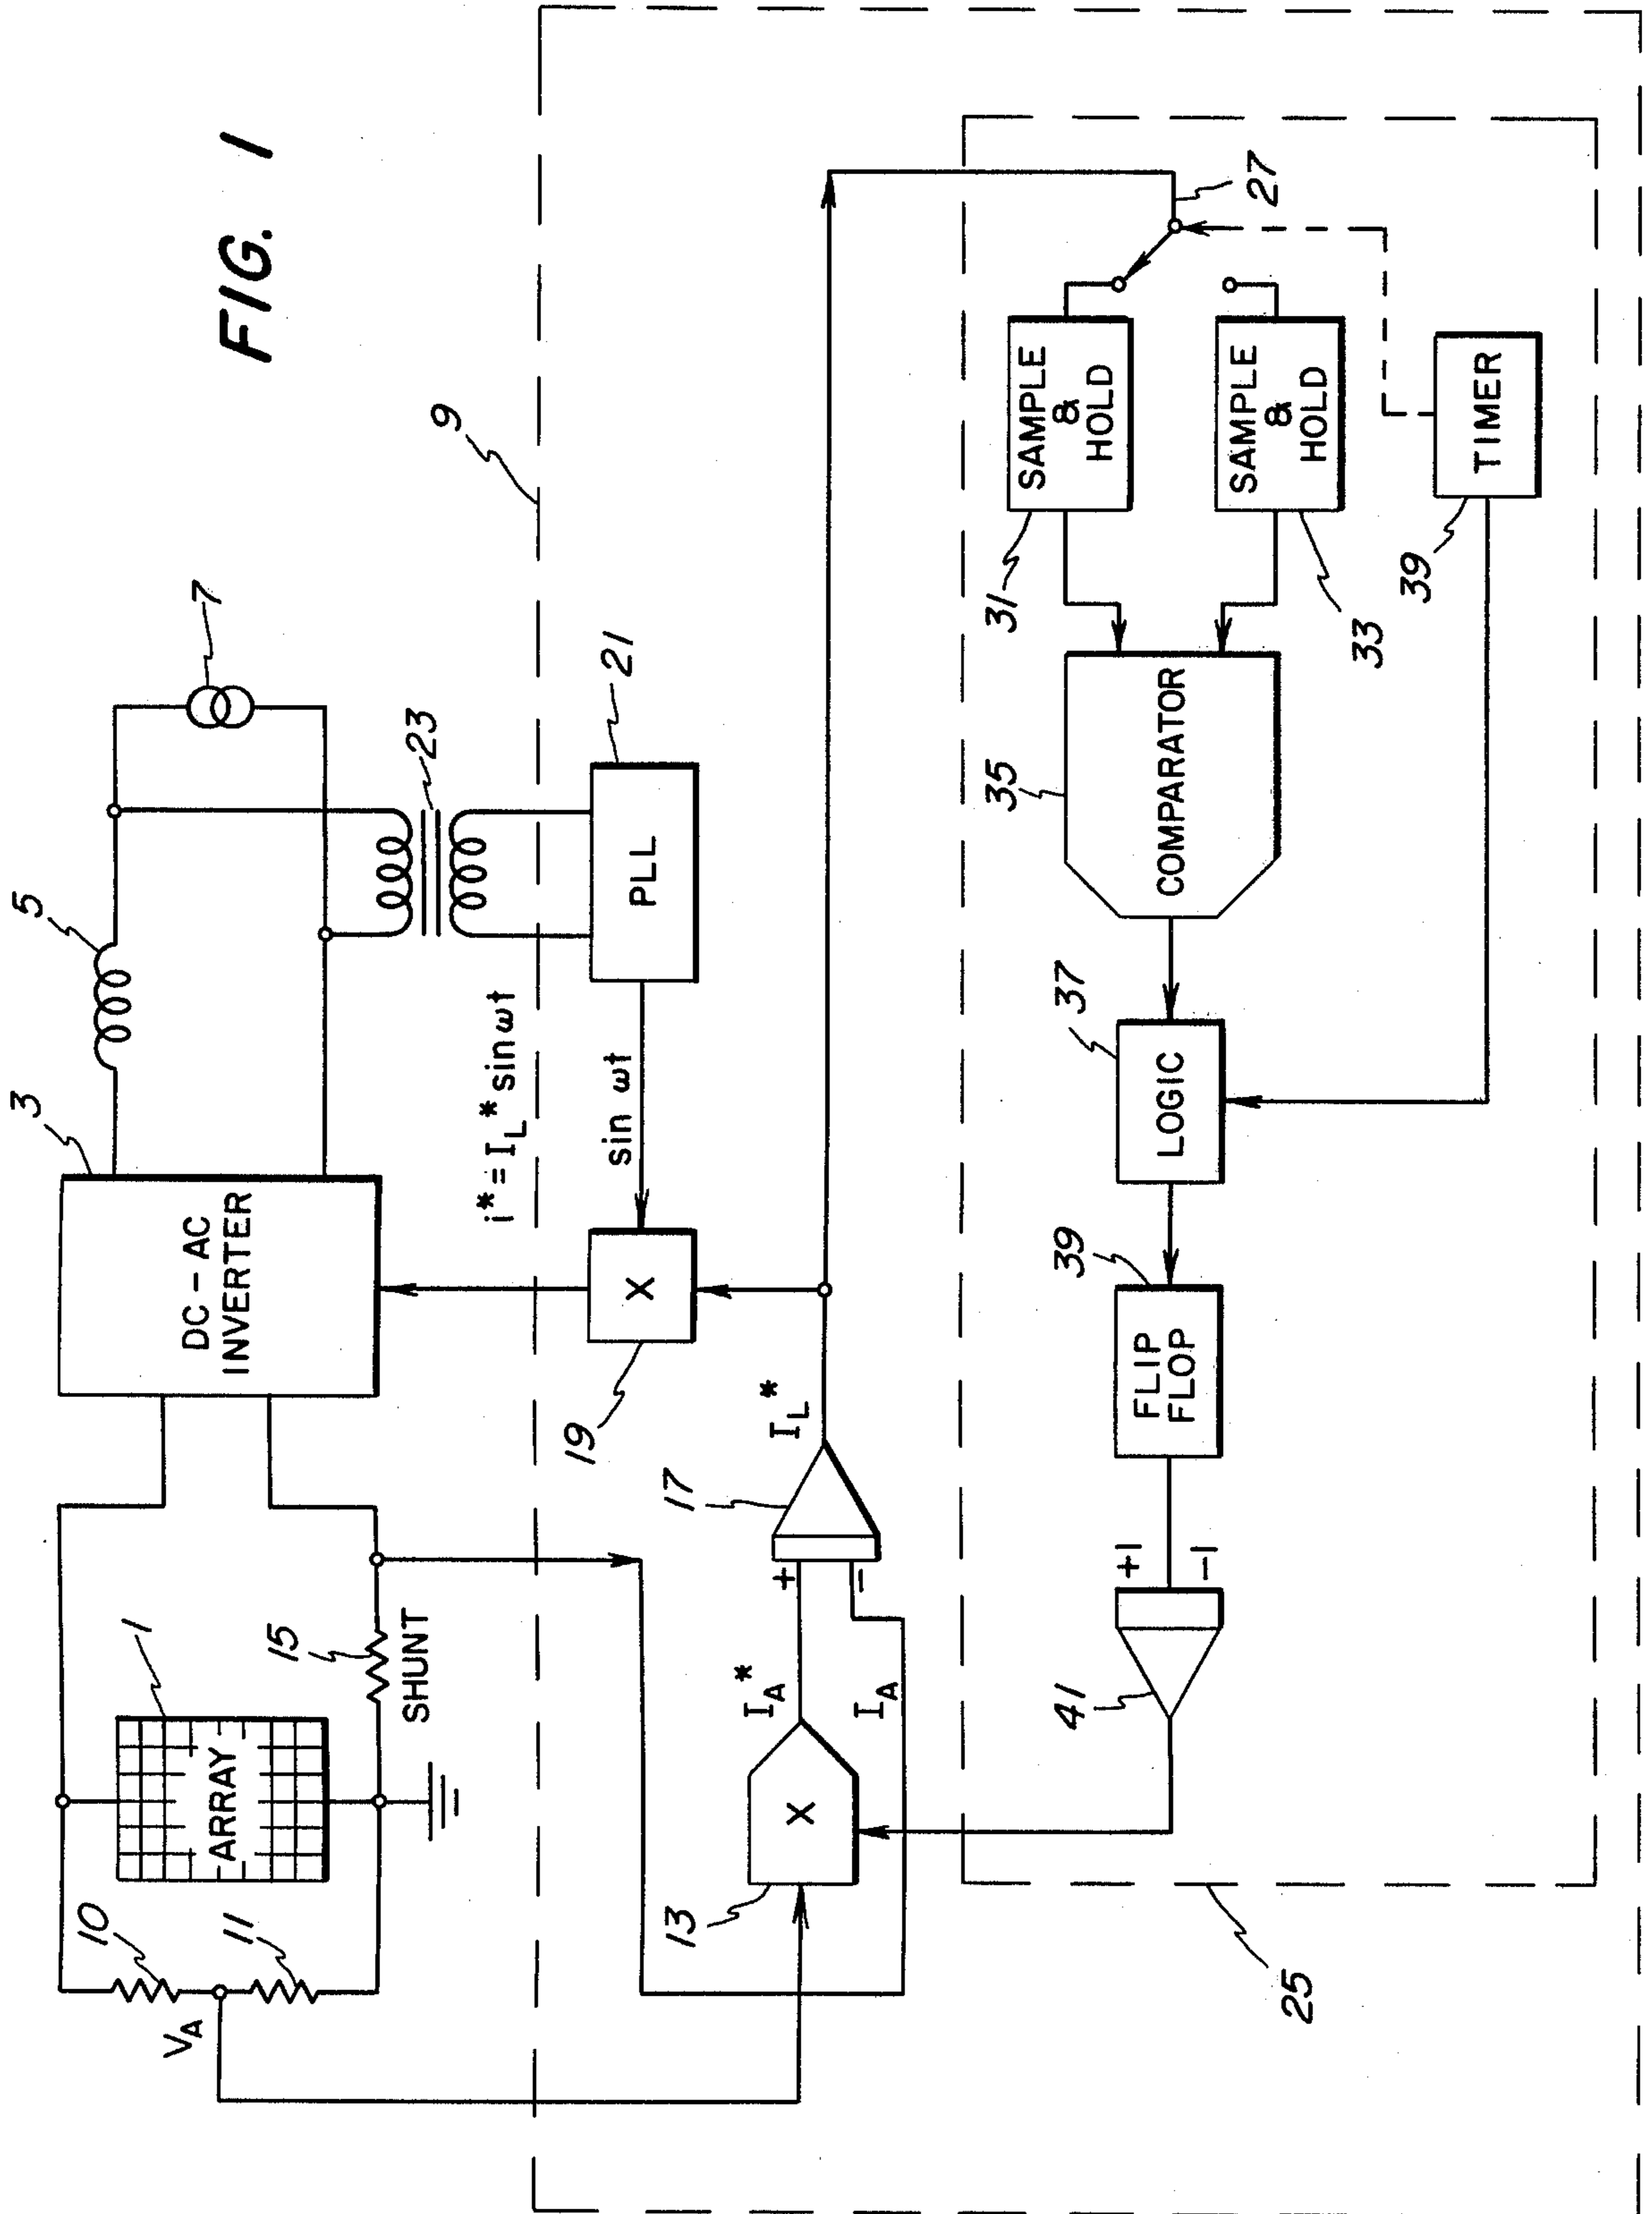 FIG. 1
3
5
7
DC-AC
INVERTER
1
ARRAY
10
11
VA
15
SHUNT
23
9
i* = IL* sin ωt
21
PLL
sin ωt
X
19
17
IL*
+
−
IA*
IA
X
13
27
SAMPLE
&
HOLD
31
SAMPLE
&
HOLD
33
35
COMPARATOR
37
LOGIC
39
FLIP
FLOP
+1
−1
41
TIMER
39
25